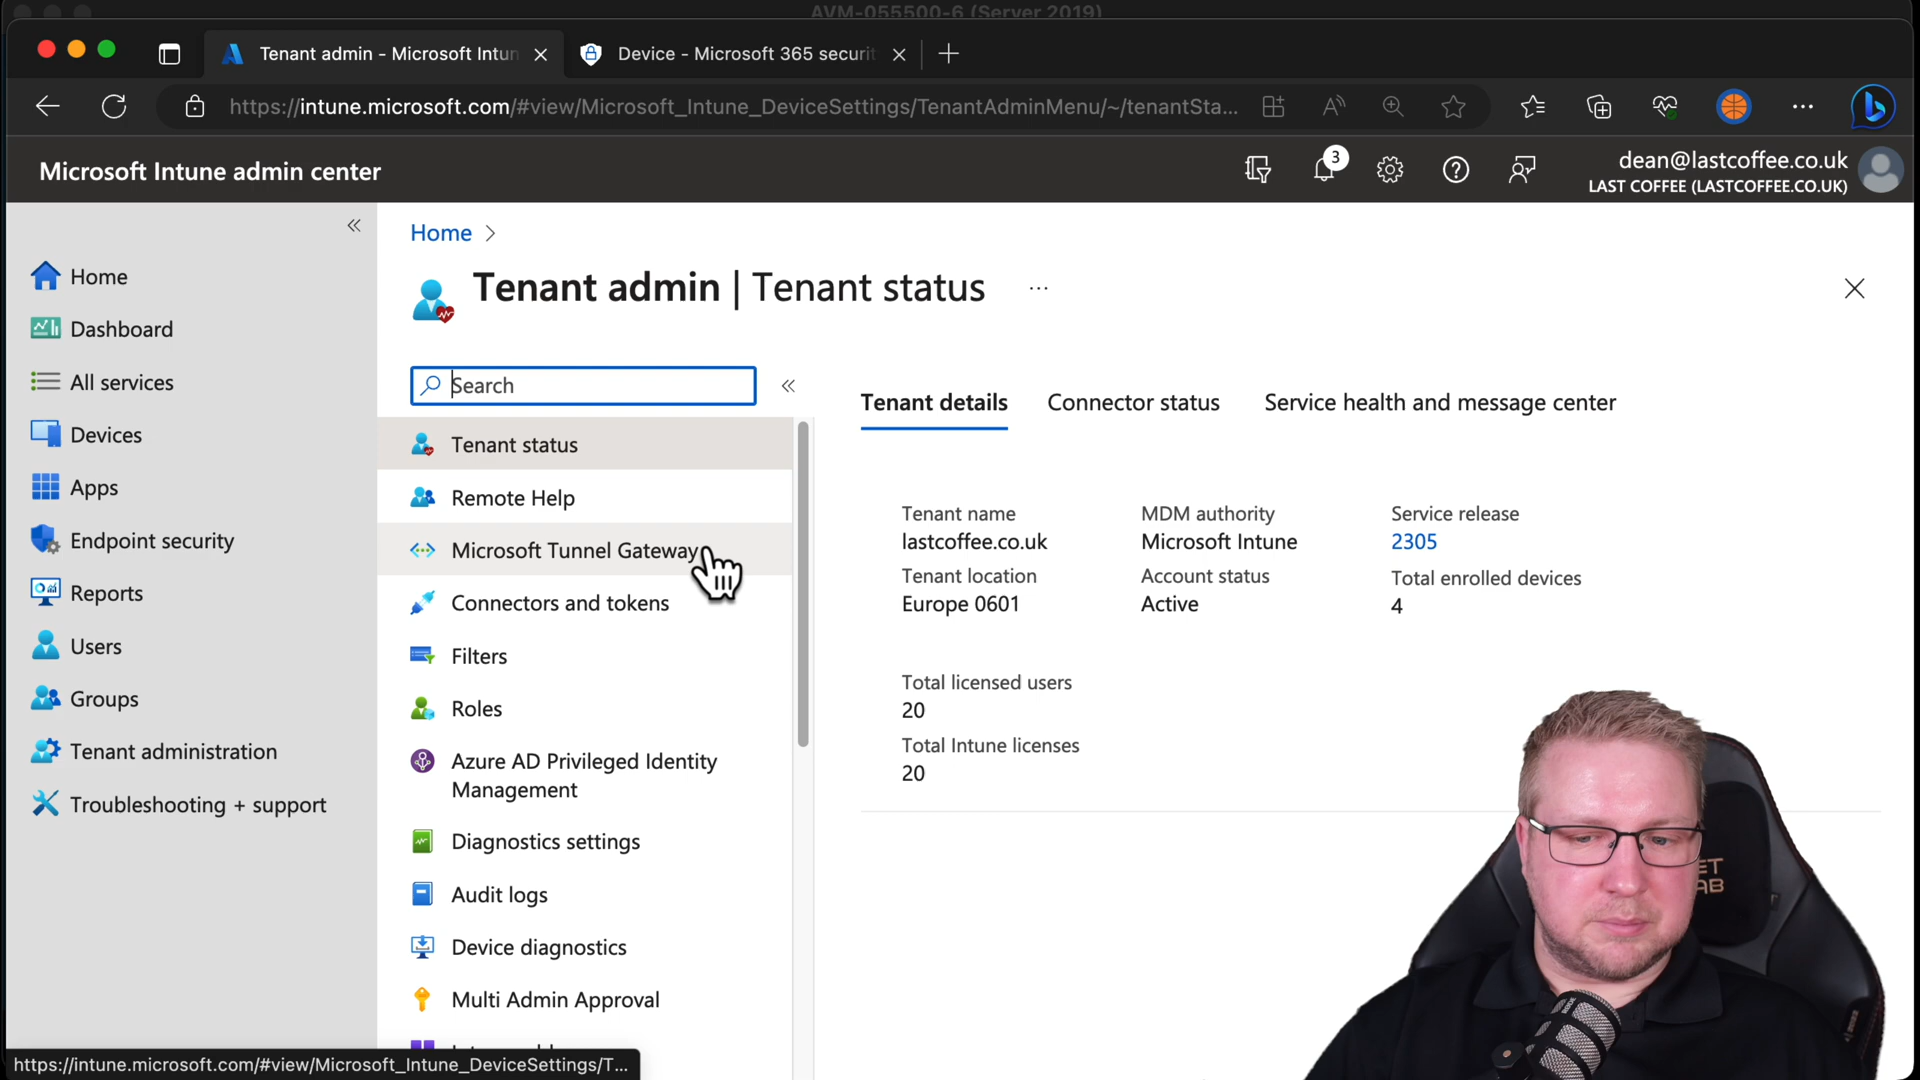 AVM-055500-6 (Server 2019)
Tenant admin - Microsoft Intun
Device - Microsoft 365 securit
https://intune.microsoft.com/#view/Microsoft_Intune_DeviceSettings/TenantAdminMenu/~/tenantSta...
Microsoft Intune admin center
3
dean@lastcoffee.co.uk
LAST COFFEE (LASTCOFFEE.CO.UK)
Home
Dashboard
All services
Devices
Apps
Endpoint security
Reports
Users
Groups
Tenant administration
Troubleshooting + support
Home >
Tenant admin | Tenant status ...
Search
Tenant status
Remote Help
Microsoft Tunnel Gateway
Connectors and tokens
Filters
Roles
Azure AD Privileged Identity
Management
Diagnostics settings
Audit logs
Device diagnostics
Multi Admin Approval
Tenant details
Connector status
Service health and message center
Tenant name
lastcoffee.co.uk
MDM authority
Microsoft Intune
Service release
2305
Tenant location
Europe 0601
Account status
Active
Total enrolled devices
4
Total licensed users
20
Total Intune licenses
20
https://intune.microsoft.com/#view/Microsoft_Intune_DeviceSettings/T...